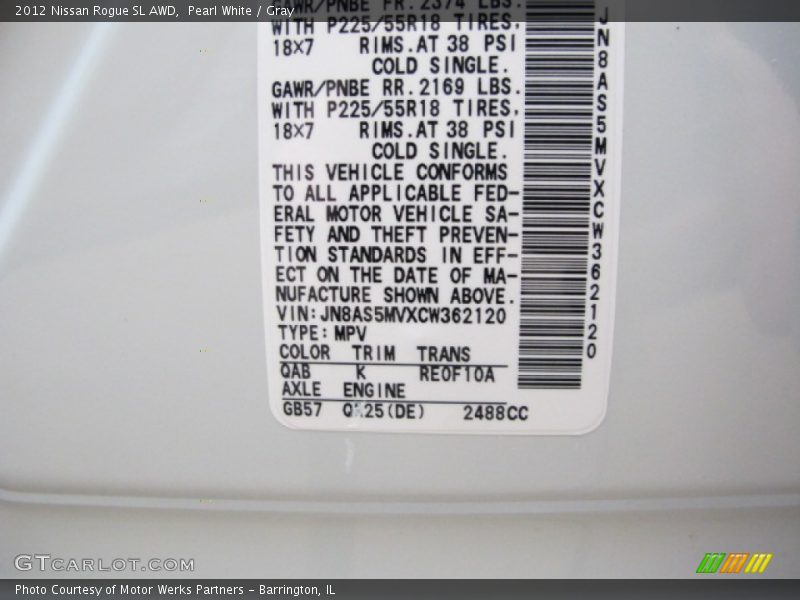 2012 Nissan Rogue SL AWD,  Pearl White / Gray
GAWR/PNBE FR.2374 LBS.
WITH P225/55R18 TIRES,
18×7 RIMS.AT 38 PSI
COLD SINGLE.
GAWR/PNBE RR.2169 LBS.
WITH P225/55R18 TIRES,
18×7 RIMS.AT 38 PSI
COLD SINGLE.
THIS VEHICLE CONFORMS
TO ALL APPLICABLE FED-
ERAL MOTOR VEHICLE SA-
FETY AND THEFT PREVEN-
TION STANDARDS IN EFF-
ECT ON THE DATE OF MA-
NUFACTURE SHOWN ABOVE.
VIN:JN8AS5MVXCW362120
TYPE:MPV
COLOR TRIM TRANS
QAB K RE0F10A
AXLE ENGINE
GB57 QR25(DE) 2488CC
JN8AS5MVXCW362120
GTCARLOT.COM
Photo Courtesy of Motor Werks Partners - Barrington, IL